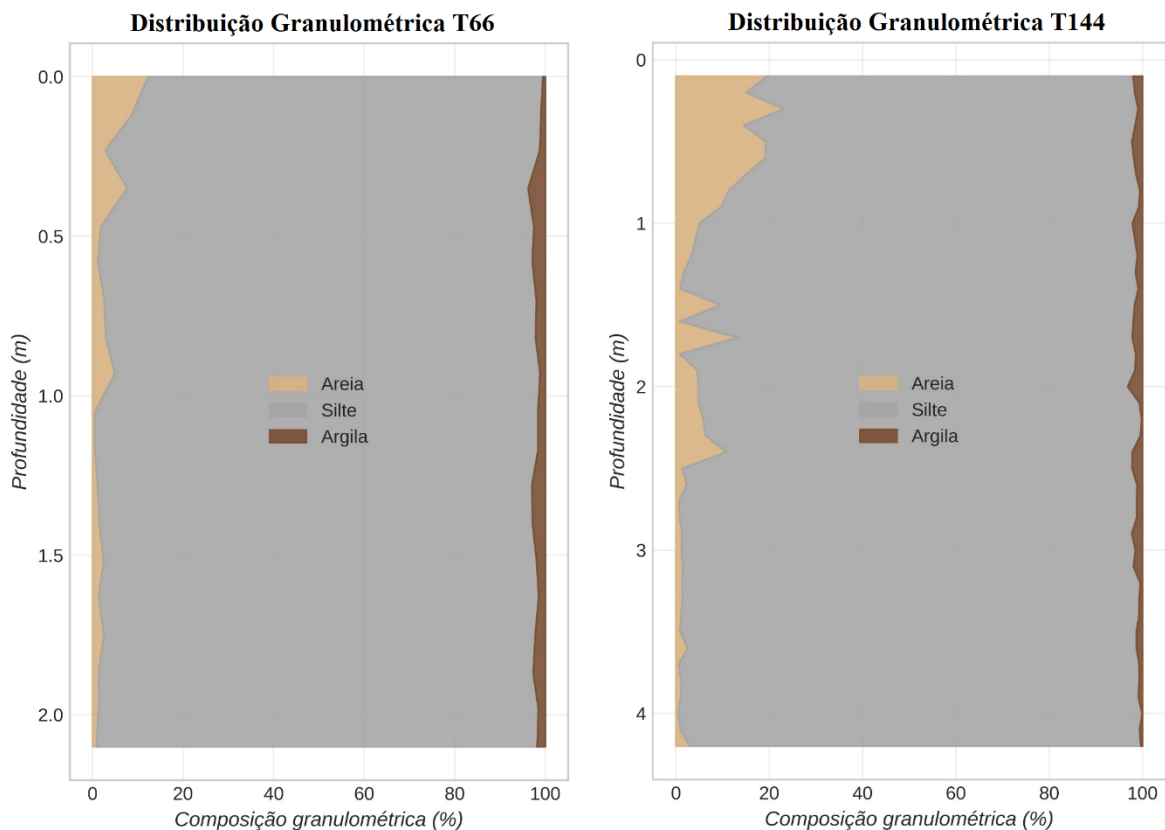 Distribuição Granulométrica T66
0.0
0.5
1.0
1.5
2.0
Profundidade (m)
Areia
Silte
Argila
0 20 40 60 80 100
Composição granulométrica (%)
Distribuição Granulométrica T144
0
1
2
3
4
Profundidade (m)
Areia
Silte
Argila
0 20 40 60 80 100
Composição granulométrica (%)